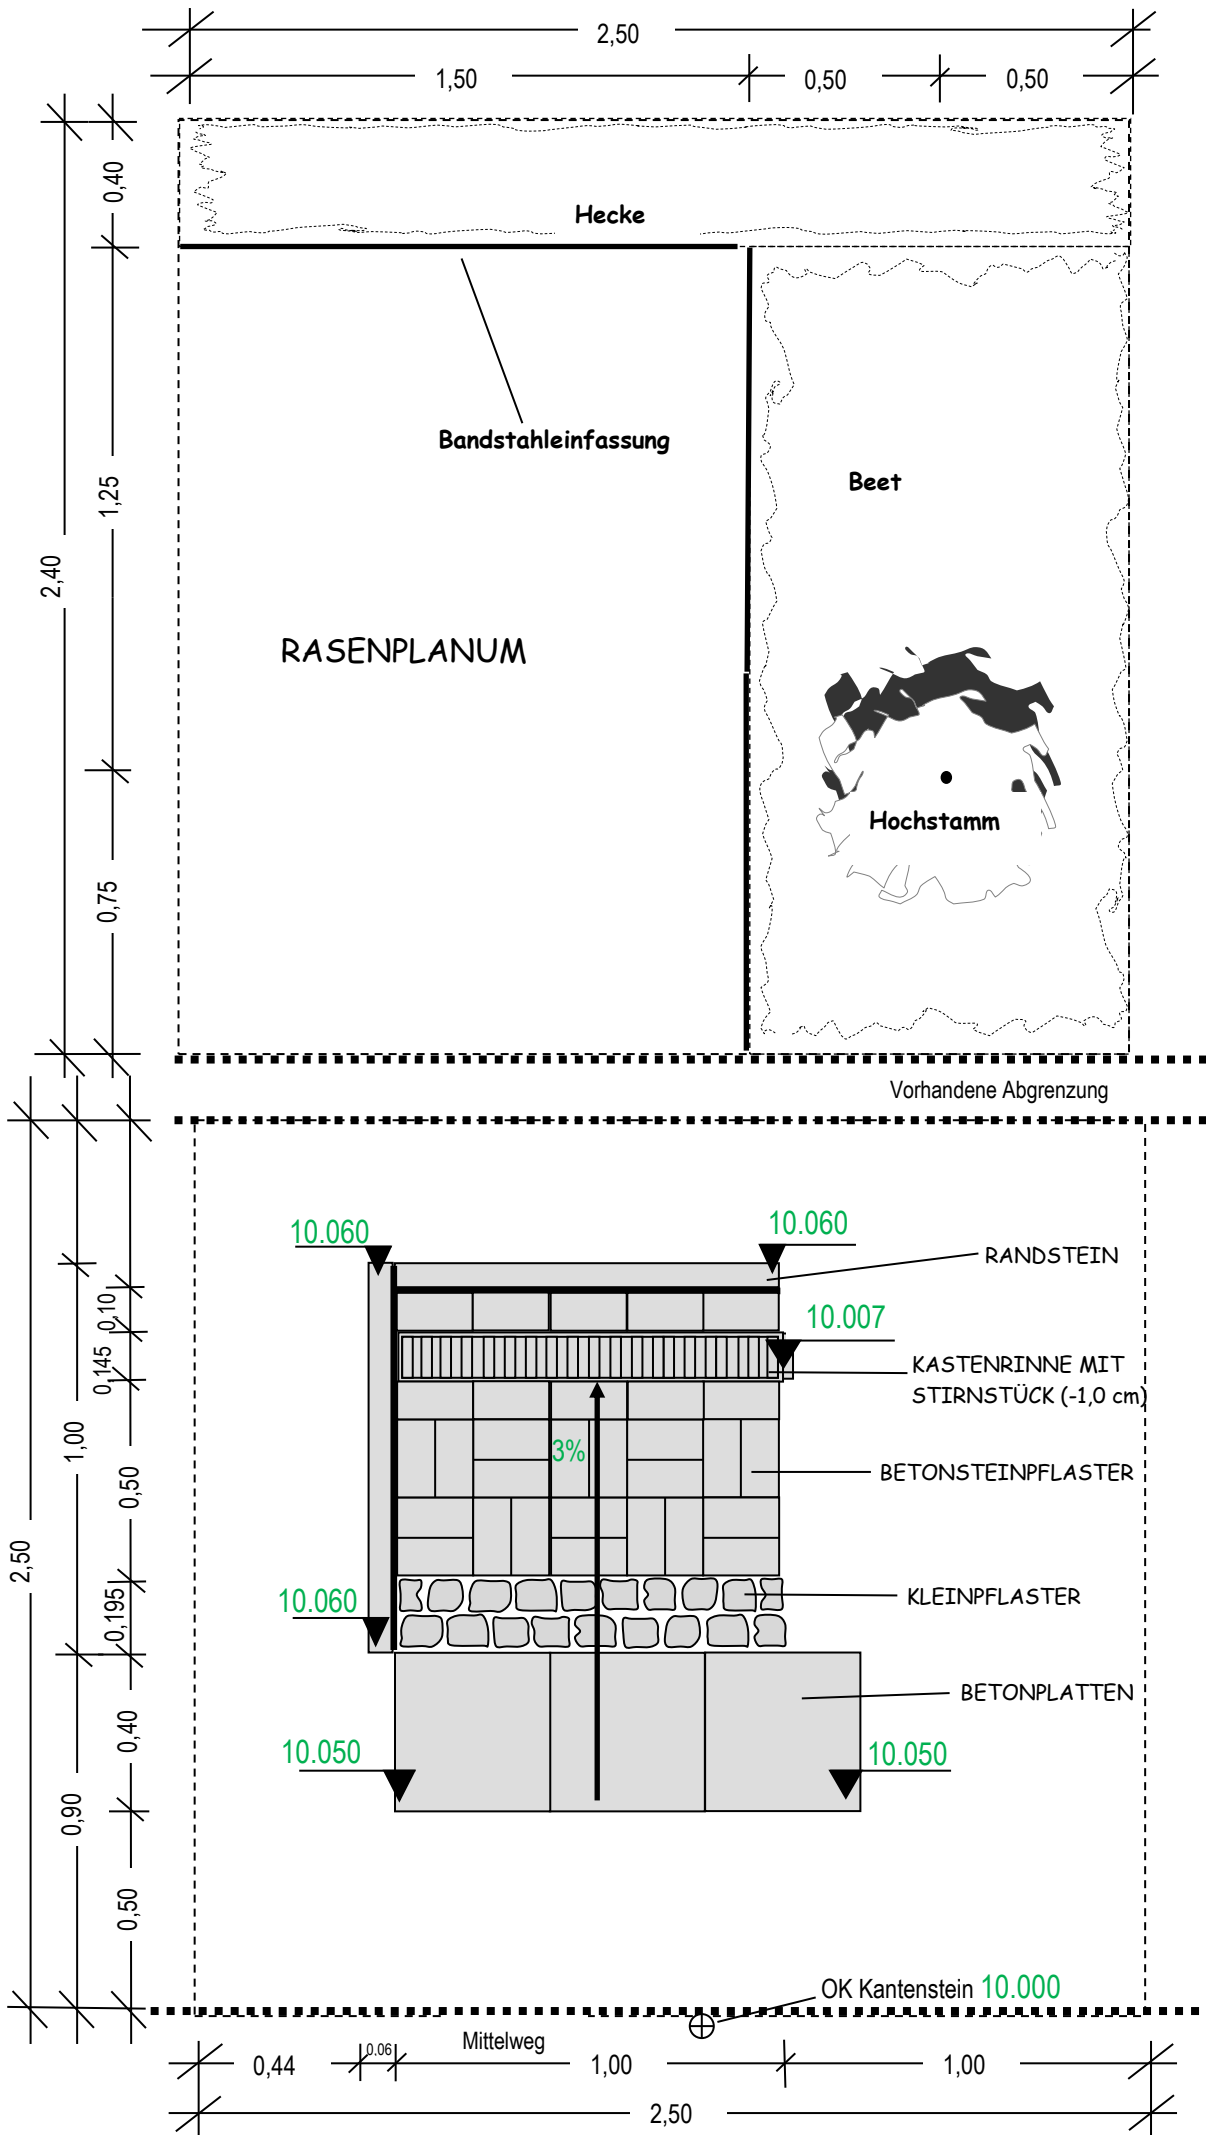 2,50
1,50
0,50
0,50
0,40
Hecke
1,25
Bandstahleinfassung
Beet
2,40
RASENPLANUM
Hochstamm
0,75
Vorhandene Abgrenzung
10.060
10.060
RANDSTEIN
0,10
10.007
0,145
KASTENRINNE MIT
STIRNSTÜCK (-1,0 cm)
1,00
3%
BETONSTEINPFLASTER
0,50
2,50
KLEINPFLASTER
10.060
0,195
BETONPLATTEN
0,40
10.050
10.050
0,90
0,50
OK Kantenstein 10.000
Mittelweg
0,44
0,06
1,00
1,00
2,50